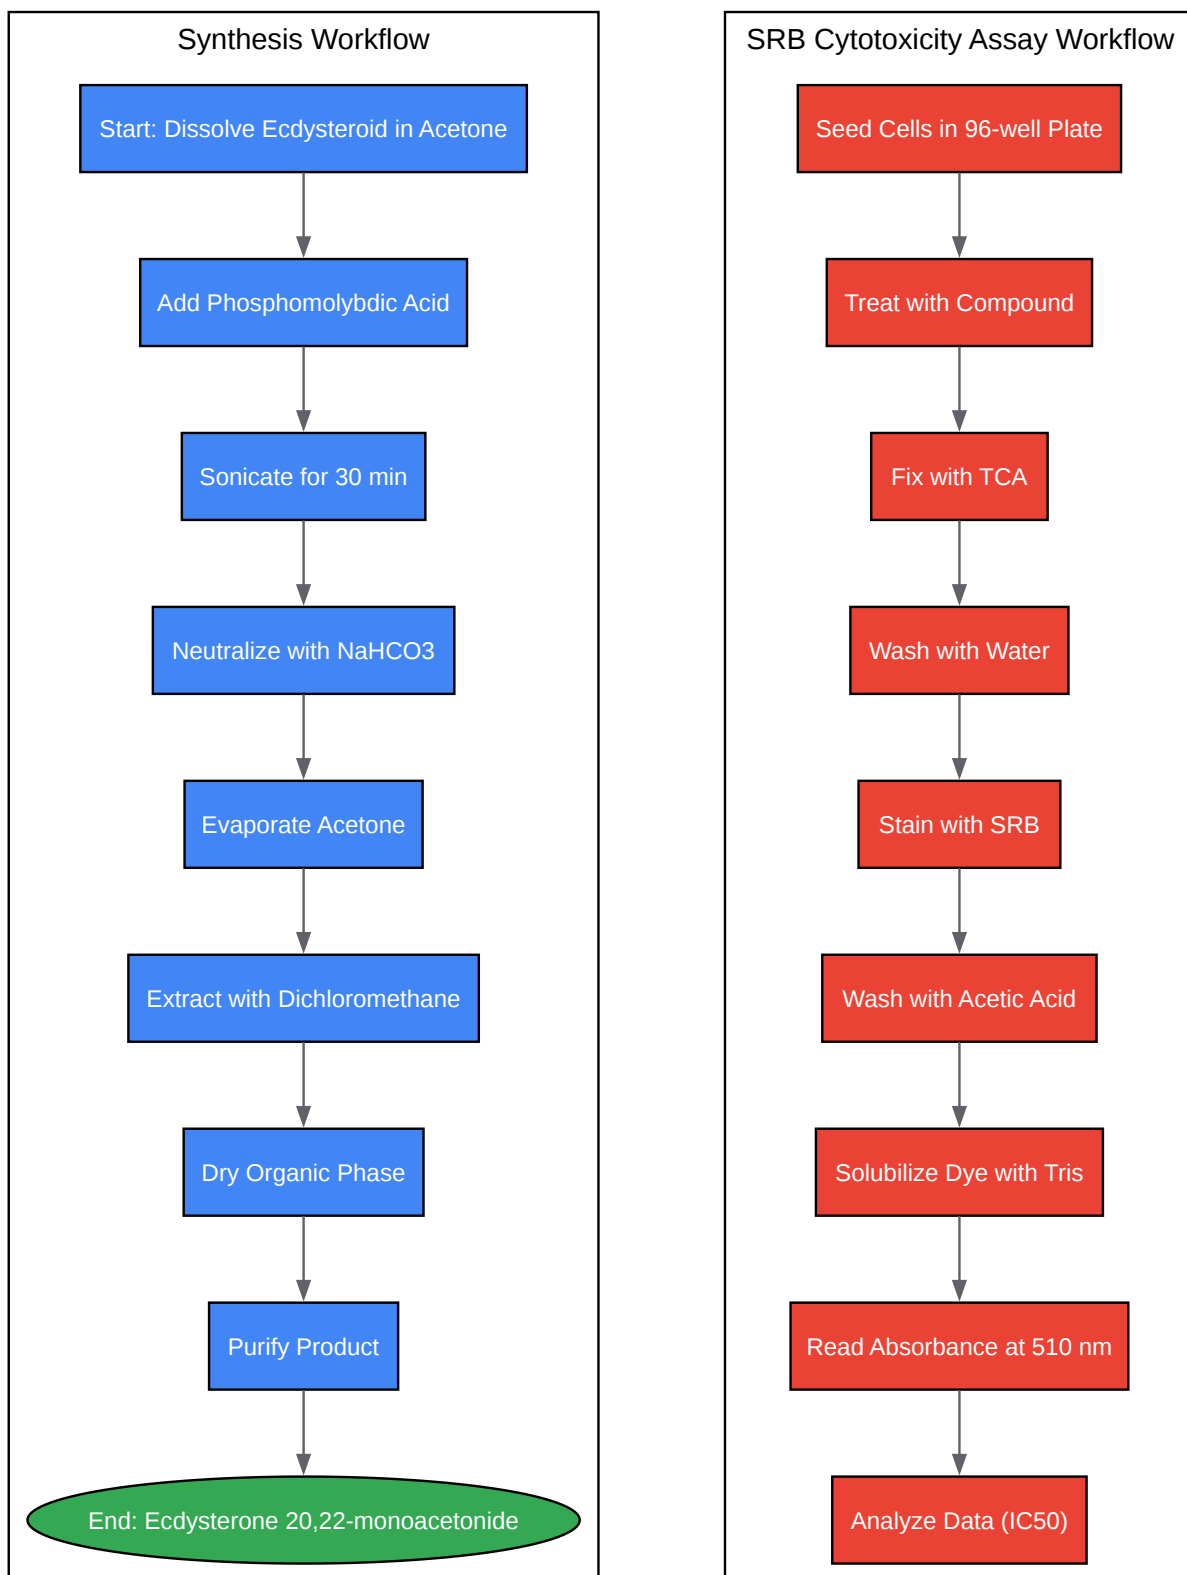 Synthesis Workflow
Start: Dissolve Ecdysteroid in Acetone
Add Phosphomolybdic Acid
Sonicate for 30 min
Neutralize with NaHCO3
Evaporate Acetone
Extract with Dichloromethane
Dry Organic Phase
Purify Product
End: Ecdysterone 20,22-monoacetonide
SRB Cytotoxicity Assay Workflow
Seed Cells in 96-well Plate
Treat with Compound
Fix with TCA
Wash with Water
Stain with SRB
Wash with Acetic Acid
Solubilize Dye with Tris
Read Absorbance at 510 nm
Analyze Data (IC50)